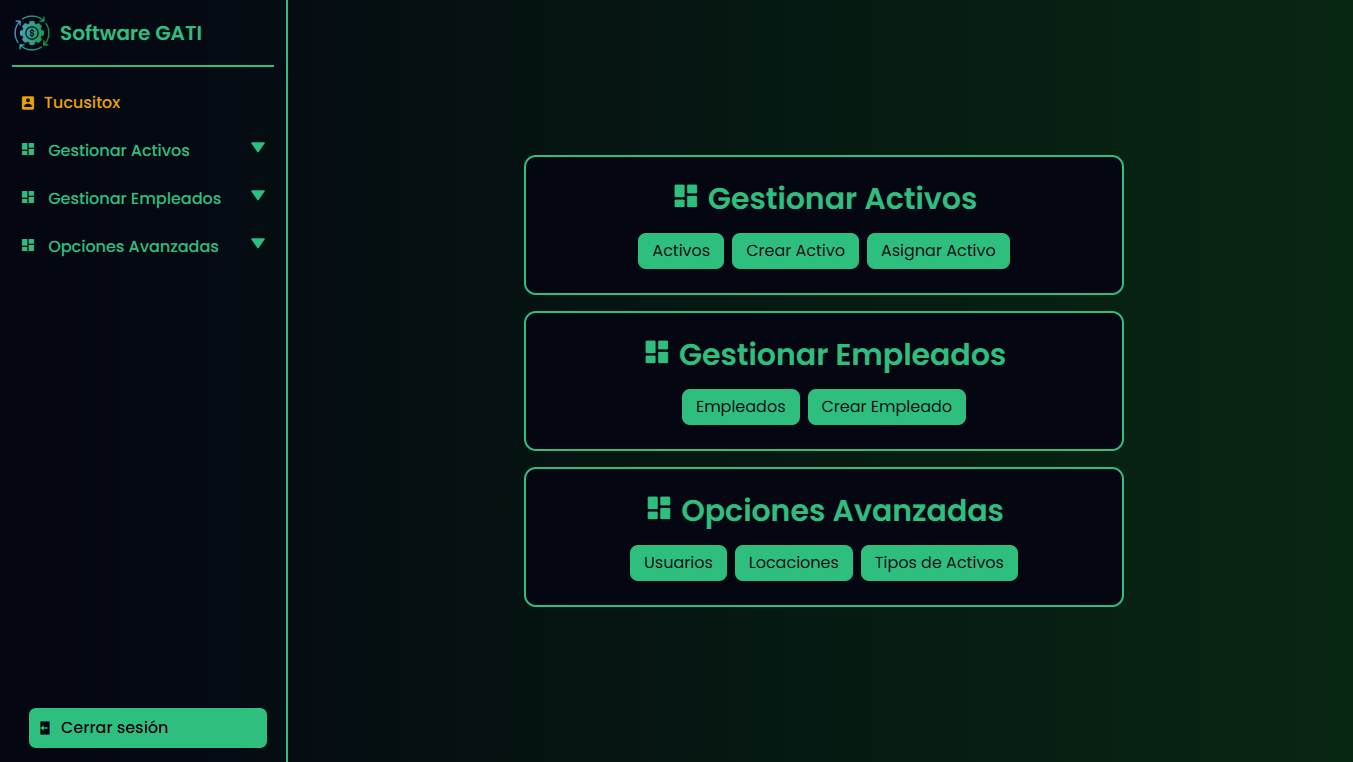 Software GATI
Tucusitox
Gestionar Activos
Gestionar Empleados
Opciones Avanzadas
Cerrar sesión
Gestionar Activos
Activos Crear Activo Asignar Activo
Gestionar Empleados
Empleados Crear Empleado
Opciones Avanzadas
Usuarios Locaciones Tipos de Activos